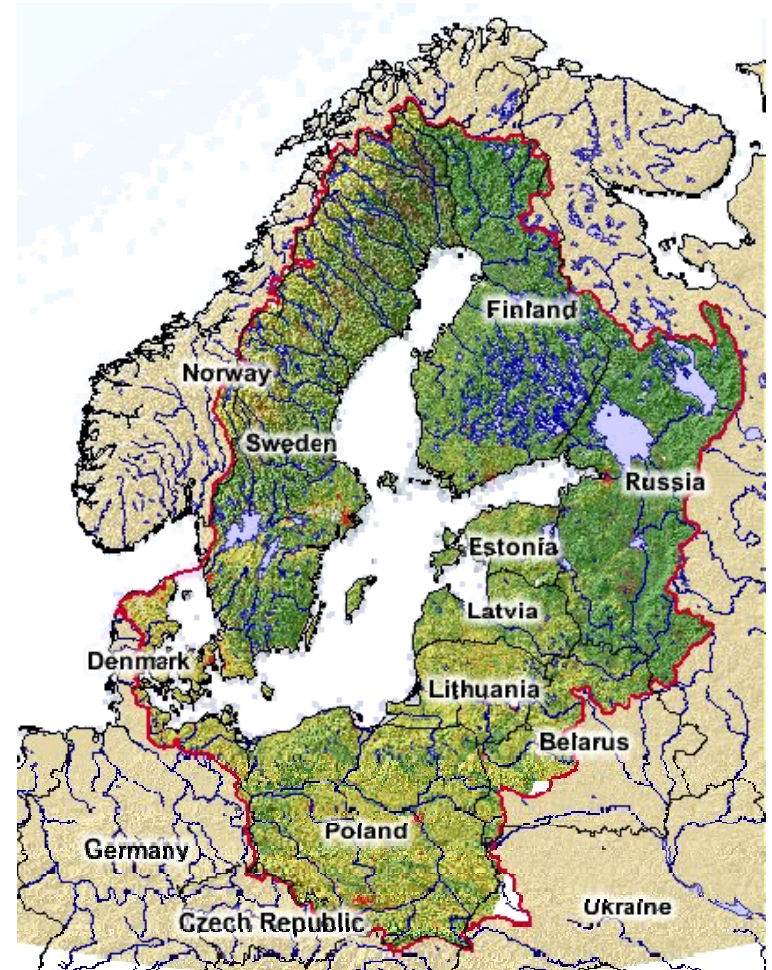 Finland
Norway
Sweden
Russia
Estonia
Latvia
Denmark
Lithuania
Belarus
Poland
Germany
Ukraine
Czech Republic